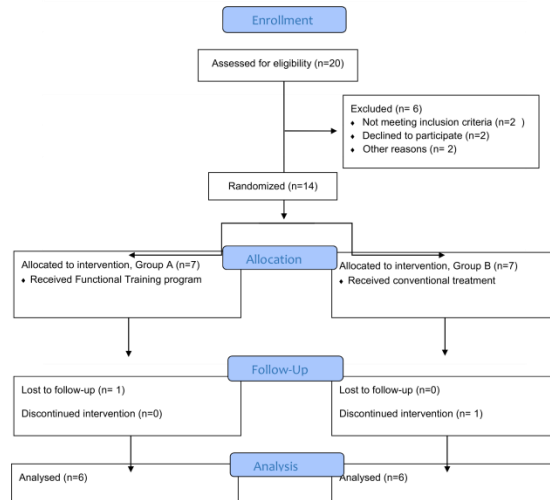 Enrollment
Assessed for eligibility (n=20)
Excluded (n= 6)
♦ Not meeting inclusion criteria (n=2 )
♦ Declined to participate (n=2)
♦ Other reasons (n= 2)
Randomized (n=14)
Allocation
Allocated to intervention, Group A (n=7)
♦ Received Functional Training program
Allocated to intervention, Group B (n=7)
♦ Received conventional treatment
Follow-Up
Lost to follow-up (n= 1)
Discontinued intervention (n=0)
Lost to follow-up (n=0)
Discontinued intervention (n= 1)
Analysis
Analysed (n=6)
Analysed (n=6)